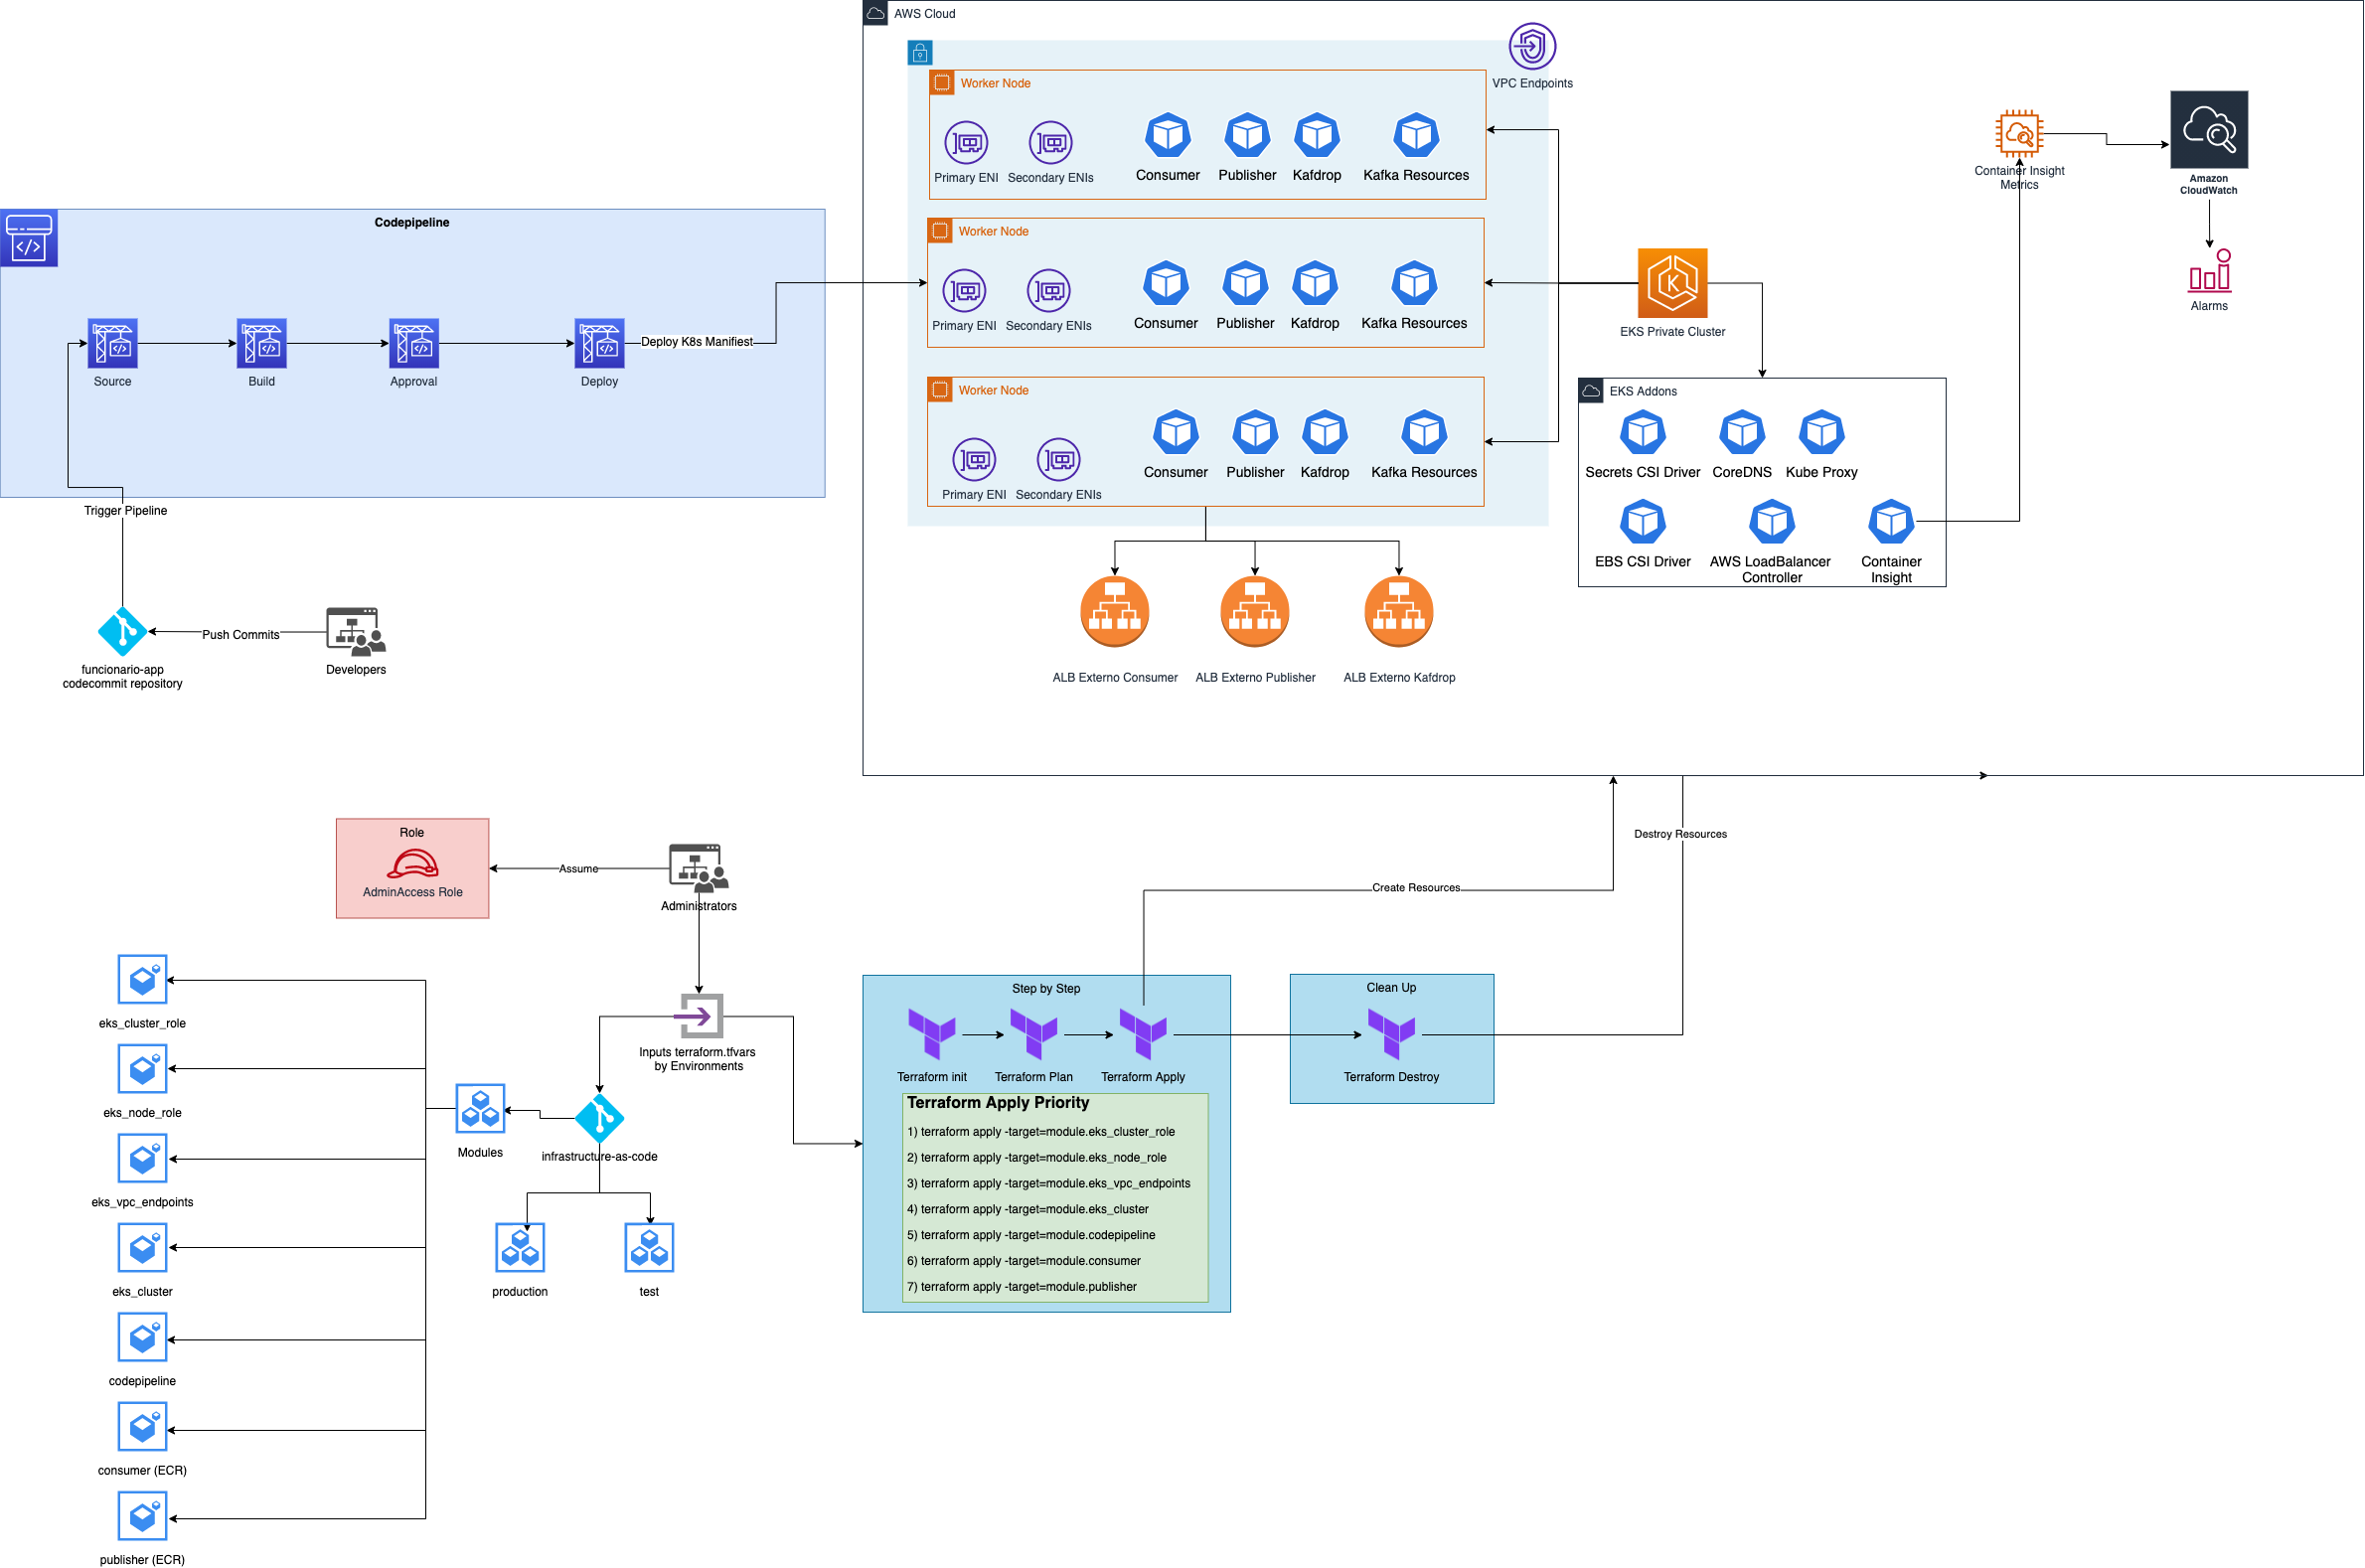 AWS Cloud
VPC Endpoints
Worker Node
Primary ENI
Secondary ENIs
Consumer
Publisher
Kafdrop
Kafka Resources
Worker Node
Primary ENI
Secondary ENIs
Consumer
Publisher
Kafdrop
Kafka Resources
Worker Node
Primary ENI
Secondary ENIs
Consumer
Publisher
Kafdrop
Kafka Resources
Container Insight
Metrics
Amazon
CloudWatch
Alarms
EKS Private Cluster
EKS Addons
Secrets CSI Driver
CoreDNS
Kube Proxy
EBS CSI Driver
AWS LoadBalancer
Controller
Container
Insight
ALB Externo Consumer
ALB Externo Publisher
ALB Externo Kafdrop
Codepipeline
Source
Build
Approval
Deploy
Deploy K8s Manifiest
Trigger Pipeline
Push Commits
funcionario-app
codecommit repository
Developers
Role
AdminAccess Role
Assume
Administrators
Destroy Resources
Create Resources
Inputs terraform.tfvars
by Environments
Modules
infrastructure-as-code
production
test
eks_cluster_role
eks_node_role
eks_vpc_endpoints
eks_cluster
codepipeline
consumer (ECR)
publisher (ECR)
Step by Step
Terraform init
Terraform Plan
Terraform Apply
Terraform Apply Priority
1) terraform apply -target=module.eks_cluster_role
2) terraform apply -target=module.eks_node_role
3) terraform apply -target=module.eks_vpc_endpoints
4) terraform apply -target=module.eks_cluster
5) terraform apply -target=module.codepipeline
6) terraform apply -target=module.consumer
7) terraform apply -target=module.publisher
Clean Up
Terraform Destroy